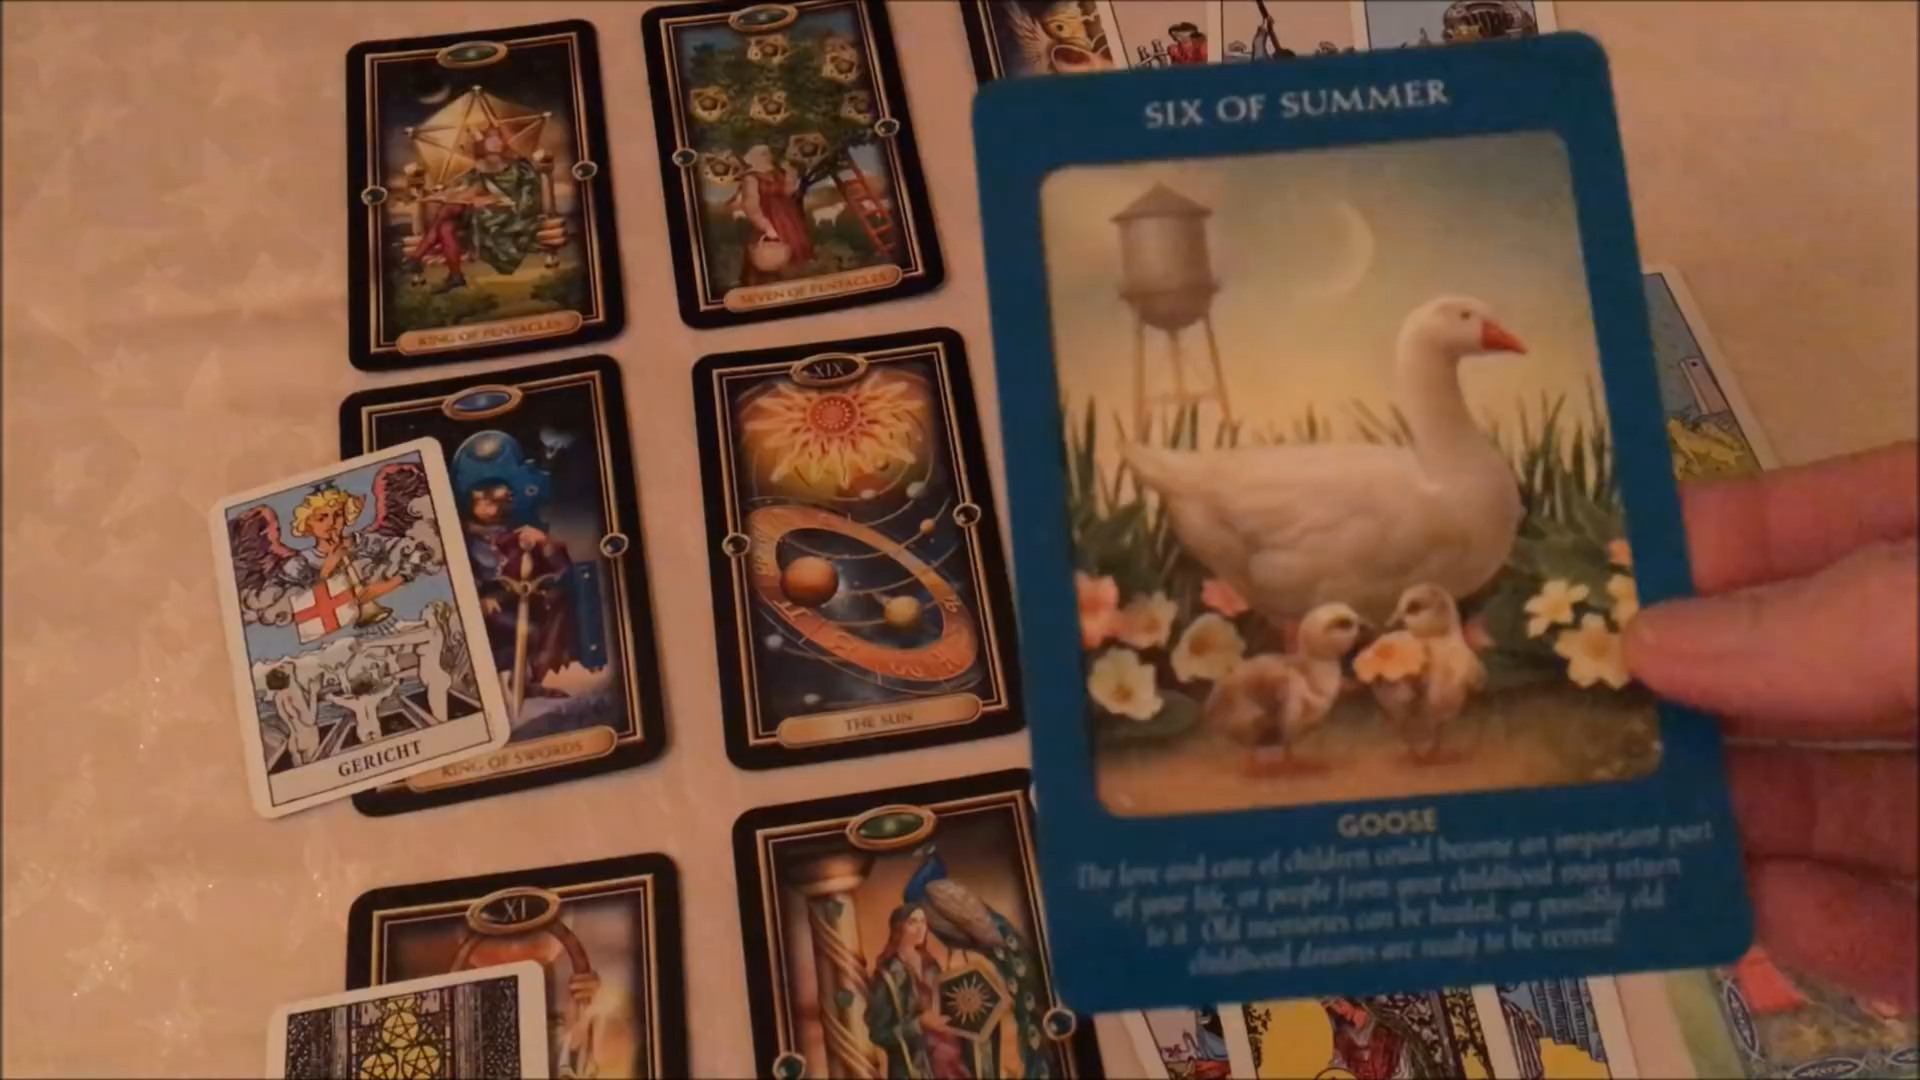 KING OF PENTACLES
SEVEN OF PENTACLES
SIX OF SUMMER
XIX
GERICHT
KING OF SWORDS
THE SUN
XI
GOOSE
The love and care of children could become an important part
of your life, or people from your childhood may return
to it. Old memories can be healed, or possibly old
childhood dreams are ready to be revived!